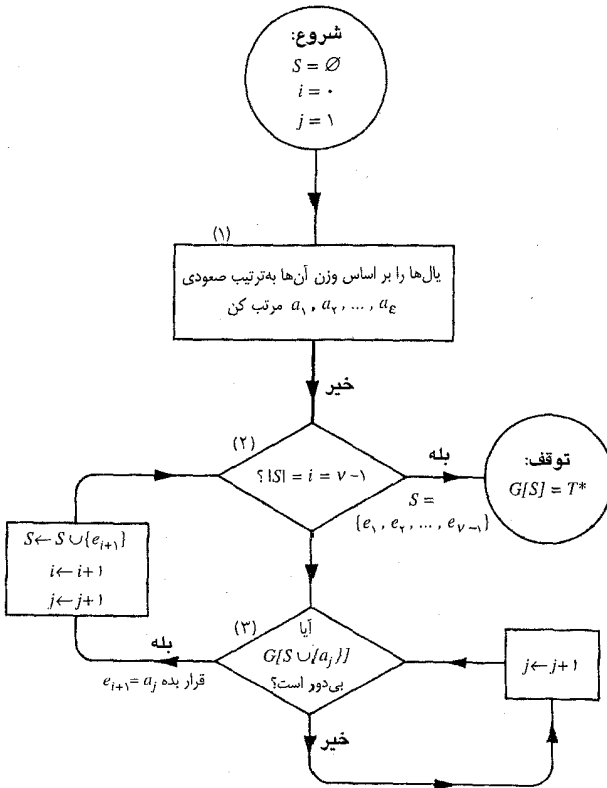 شروع:
S = ∅
i = ۰
j = ۱
(۱)
یال‌ها را بر اساس وزن آن‌ها به‌ترتیب صعودی
a۱ , a۲ , ... , aε مرتب کن
خیر
(۲)
|S| = i = ν-۱ ؟
بله
S =
{e۱ , e۲ , ... , eν-۱}
توقف:
G[S] = T*
S ← S ∪ {ei+۱}
i ← i+۱
j ← j+۱
(۳)
آیا
G[S ∪ {aj}]
بی‌دور است؟
بله
قرار بده ei+۱ = aj
خیر
j ← j+۱